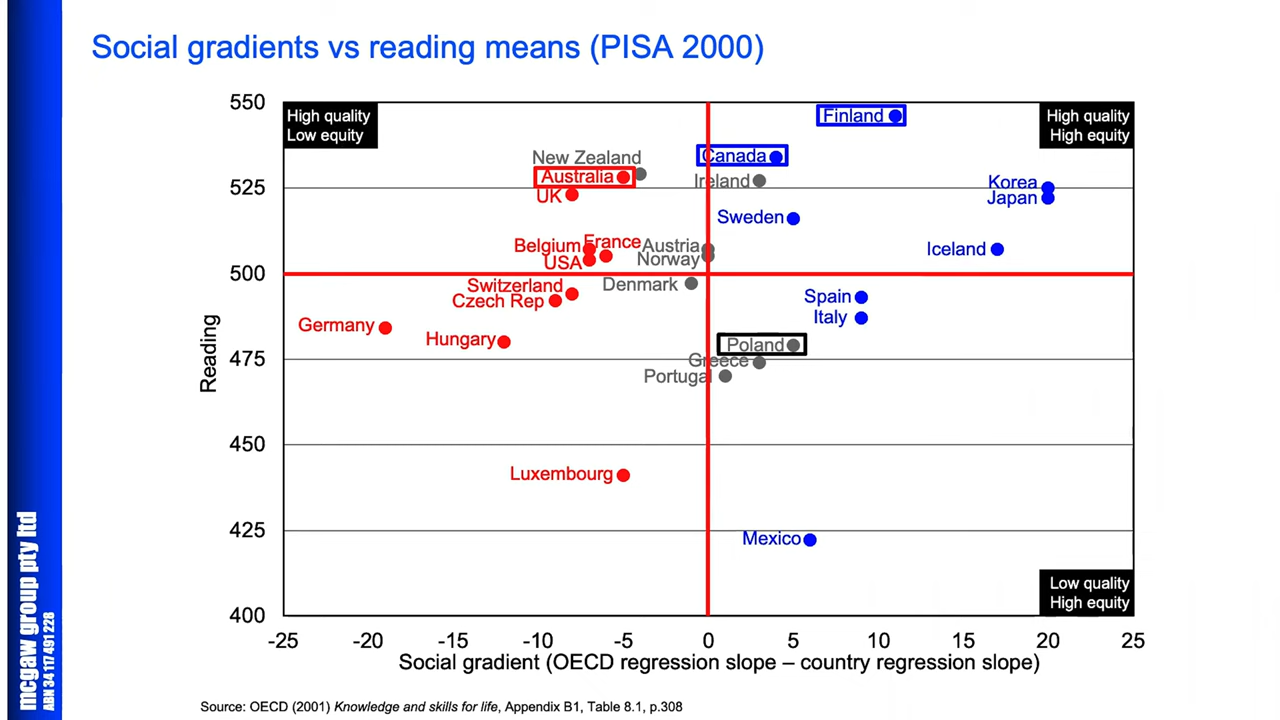 Social gradients vs reading means (PISA 2000)
550
High quality
Low equity
High quality
High equity
Finland
Canada
New Zealand
Australia
Ireland
525
Korea
Japan
UK
Sweden
Belgium
France
Austria
Iceland
USA
Norway
500
Switzerland
Denmark
Czech Rep
Spain
Italy
Germany
Hungary
Poland
475
Greece
Portugal
Reading
450
Luxembourg
425
Mexico
Low quality
High equity
400
-25 -20 -15 -10 -5 0 5 10 15 20 25
Social gradient (OECD regression slope – country regression slope)
Source: OECD (2001) Knowledge and skills for life, Appendix B1, Table 8.1, p.308
mcgaw group pty ltd
ABN 34 117 491 228